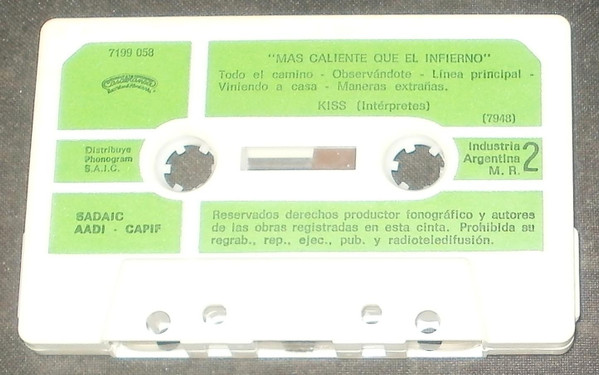 7199 058
"MAS CALIENTE QUE EL INFIERNO"
Todo el camino - Observándote - Línea principal -
Viniendo a casa - Maneras extrañas.
KISS (Intérpretes)
(7948)
Distribuye
Phonogram
S.A.I.C.
Industria
Argentina
M. R.
2
SADAIC
AADI - CAPIF
Reservados derechos productor fonográfico y autores
de las obras registradas en esta cinta. Prohibida su
regrab., rep., ejec., pub. y radioteledifusión.